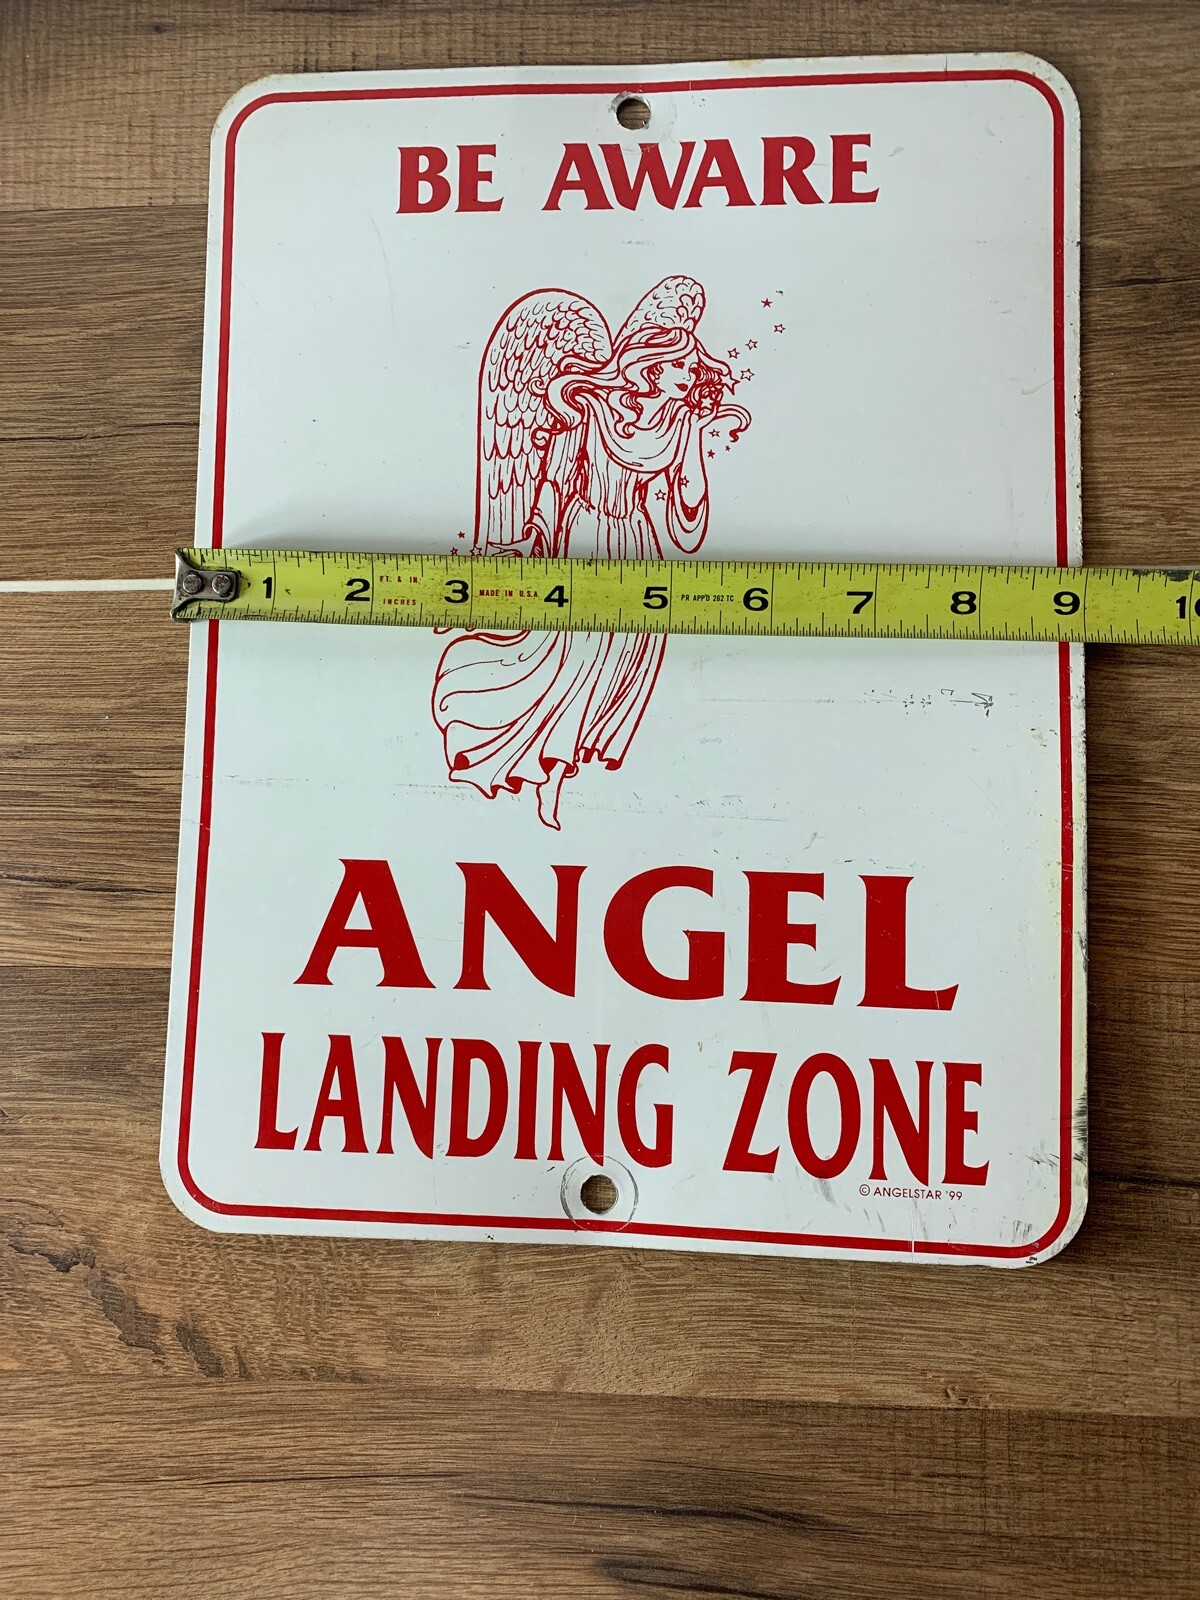 BE AWARE
1 2 3 4 5 6 7 8 9 10
FT. & IN.
INCHES
MADE IN U.S.A.
PR APP'D 262 TC
ANGEL
LANDING ZONE
© ANGELSTAR '99